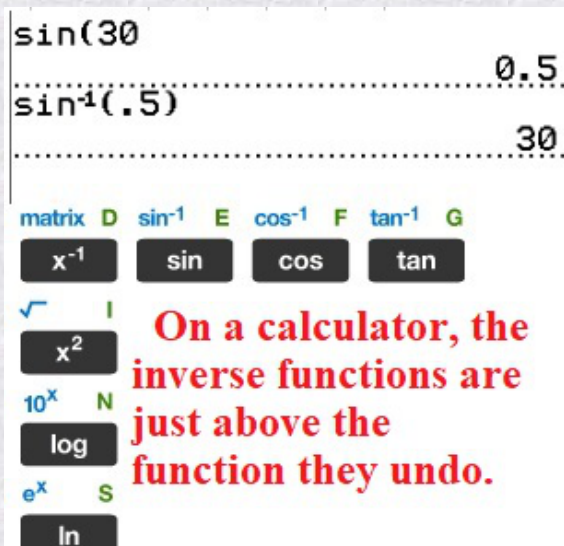 sin(30
0.5
sin⁻¹(.5)
30
matrix D sin⁻¹ E cos⁻¹ F tan⁻¹ G
x⁻¹ sin cos tan
√ I
x²
10ˣ N
log
eˣ S
ln
On a calculator, the
inverse functions are
just above the
function they undo.